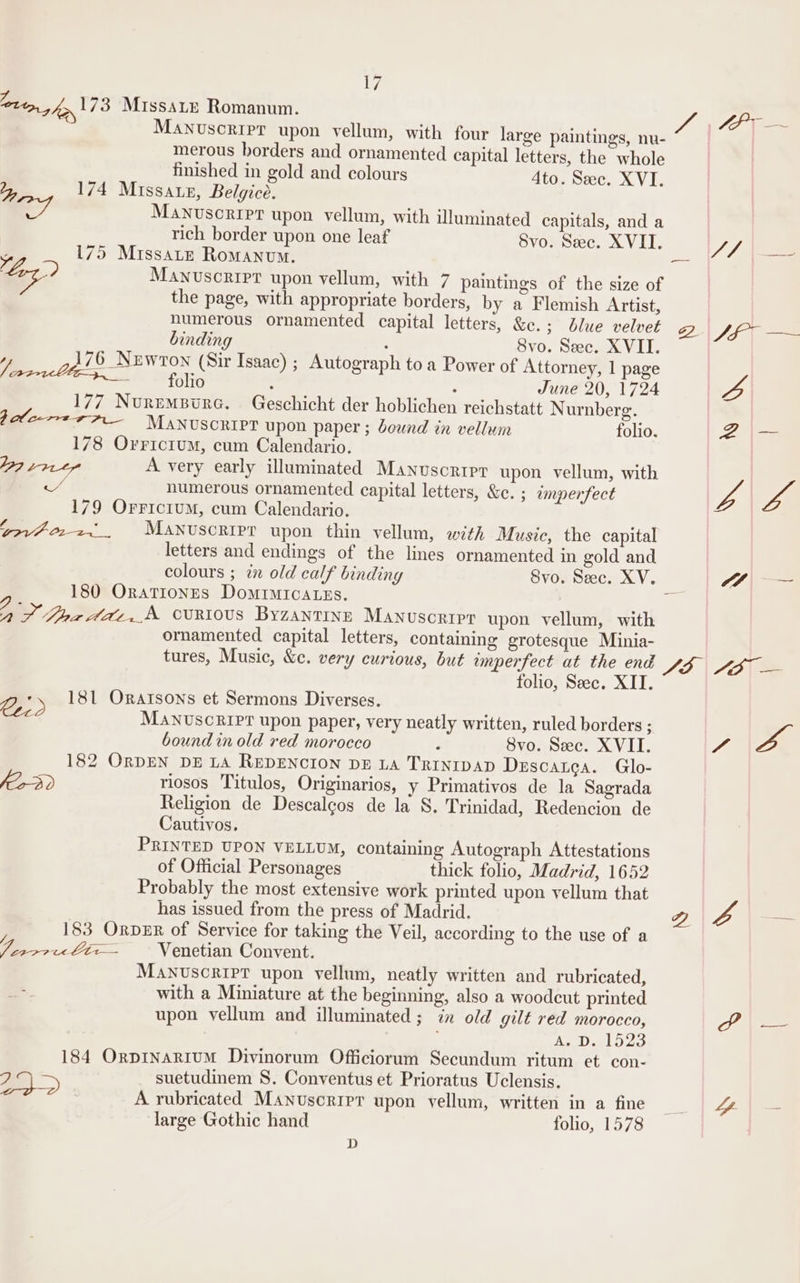 17
173 Missale Romanum.
Manuscript upon vellum, with four large paintings, nu-
merous borders and ornamented capital letters, the whole
finished in gold and colours 4to. Sæc. XVI.
174 Missale, Belgicè.
Manuscript upon vellum, with illuminated capitals, and a
rich border upon one leaf 8vo. Sæc. XVII.
175 Missale Romanum.
Manuscript upon vellum, with 7 paintings of the size of
the page, with appropriate borders, by a Flemish Artist,
numerous ornamented capital letters, &c.; blue velvet
binding 8vo. Sæc. XVII. 2
176 Newton (Sir Isaac); Autograph to a Power of Attorney, 1 page
folio June 20, 1724
177 Nuremburg. Geschicht der hoblichen reichstatt Nurnberg.
Manuscript upon paper; bound in vellum folio. 2 —
178 Officium, cum Calendario.
A very early illuminated Manuscript upon vellum, with
numerous ornamented capital letters, &c.; imperfect
179 Officium, cum Calendario.
Manuscript upon thin vellum, with Music, the capital
letters and endings of the lines ornamented in gold and
colours; in old calf binding 8vo. Sæc. XV.
180 Orationes Domimicales.
A curious Byzantine Manuscript upon vellum, with
ornamented capital letters, containing grotesque Minia-
tures, Music, &c. very curious, but imperfect at the end
folio, Sæc. XII.
181 Oraisons et Sermons Diverses.
Manuscript upon paper, very neatly written, ruled borders;
bound in old red morocco 8vo. Sæc. XVII.
182 Orden de la Redencion de la Trinipad Descalça. Glo-
riosos Titulos, Originarios, y Primativos de la Sagrada
Religion de Descalços de la S. Trinidad, Redencion de
Cautivos.
Printed upon vellum, containing Autograph Attestations
of Official Personages thick folio, Madrid, 1652
Probably the most extensive work printed upon vellum that
has issued from the press of Madrid. 2
183 Order of Service for taking the Veil, according to the use of a
Venetian Convent.
Manuscript upon vellum, neatly written and rubricated,
with a Miniature at the beginning, also a woodcut printed
upon vellum and illuminated; in old gilt red morocco,
A. D. 1523
184 Ordinarium Divinorum Officiorum Secundum ritum et con-
suetudinem S. Conventus et Prioratus Uclensis.
A rubricated Manuscript upon vellum, written in a fine
large Gothic hand folio, 1578
D